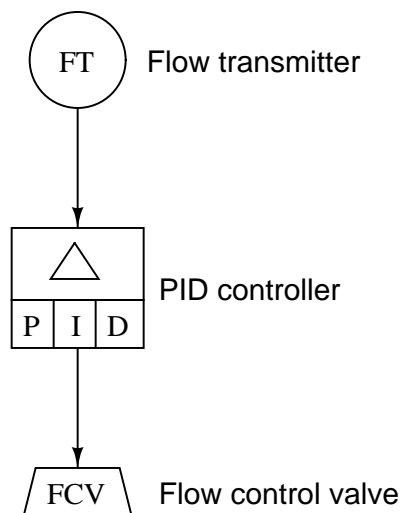 FT Flow transmitter
PID controller
P I D
FCV Flow control valve